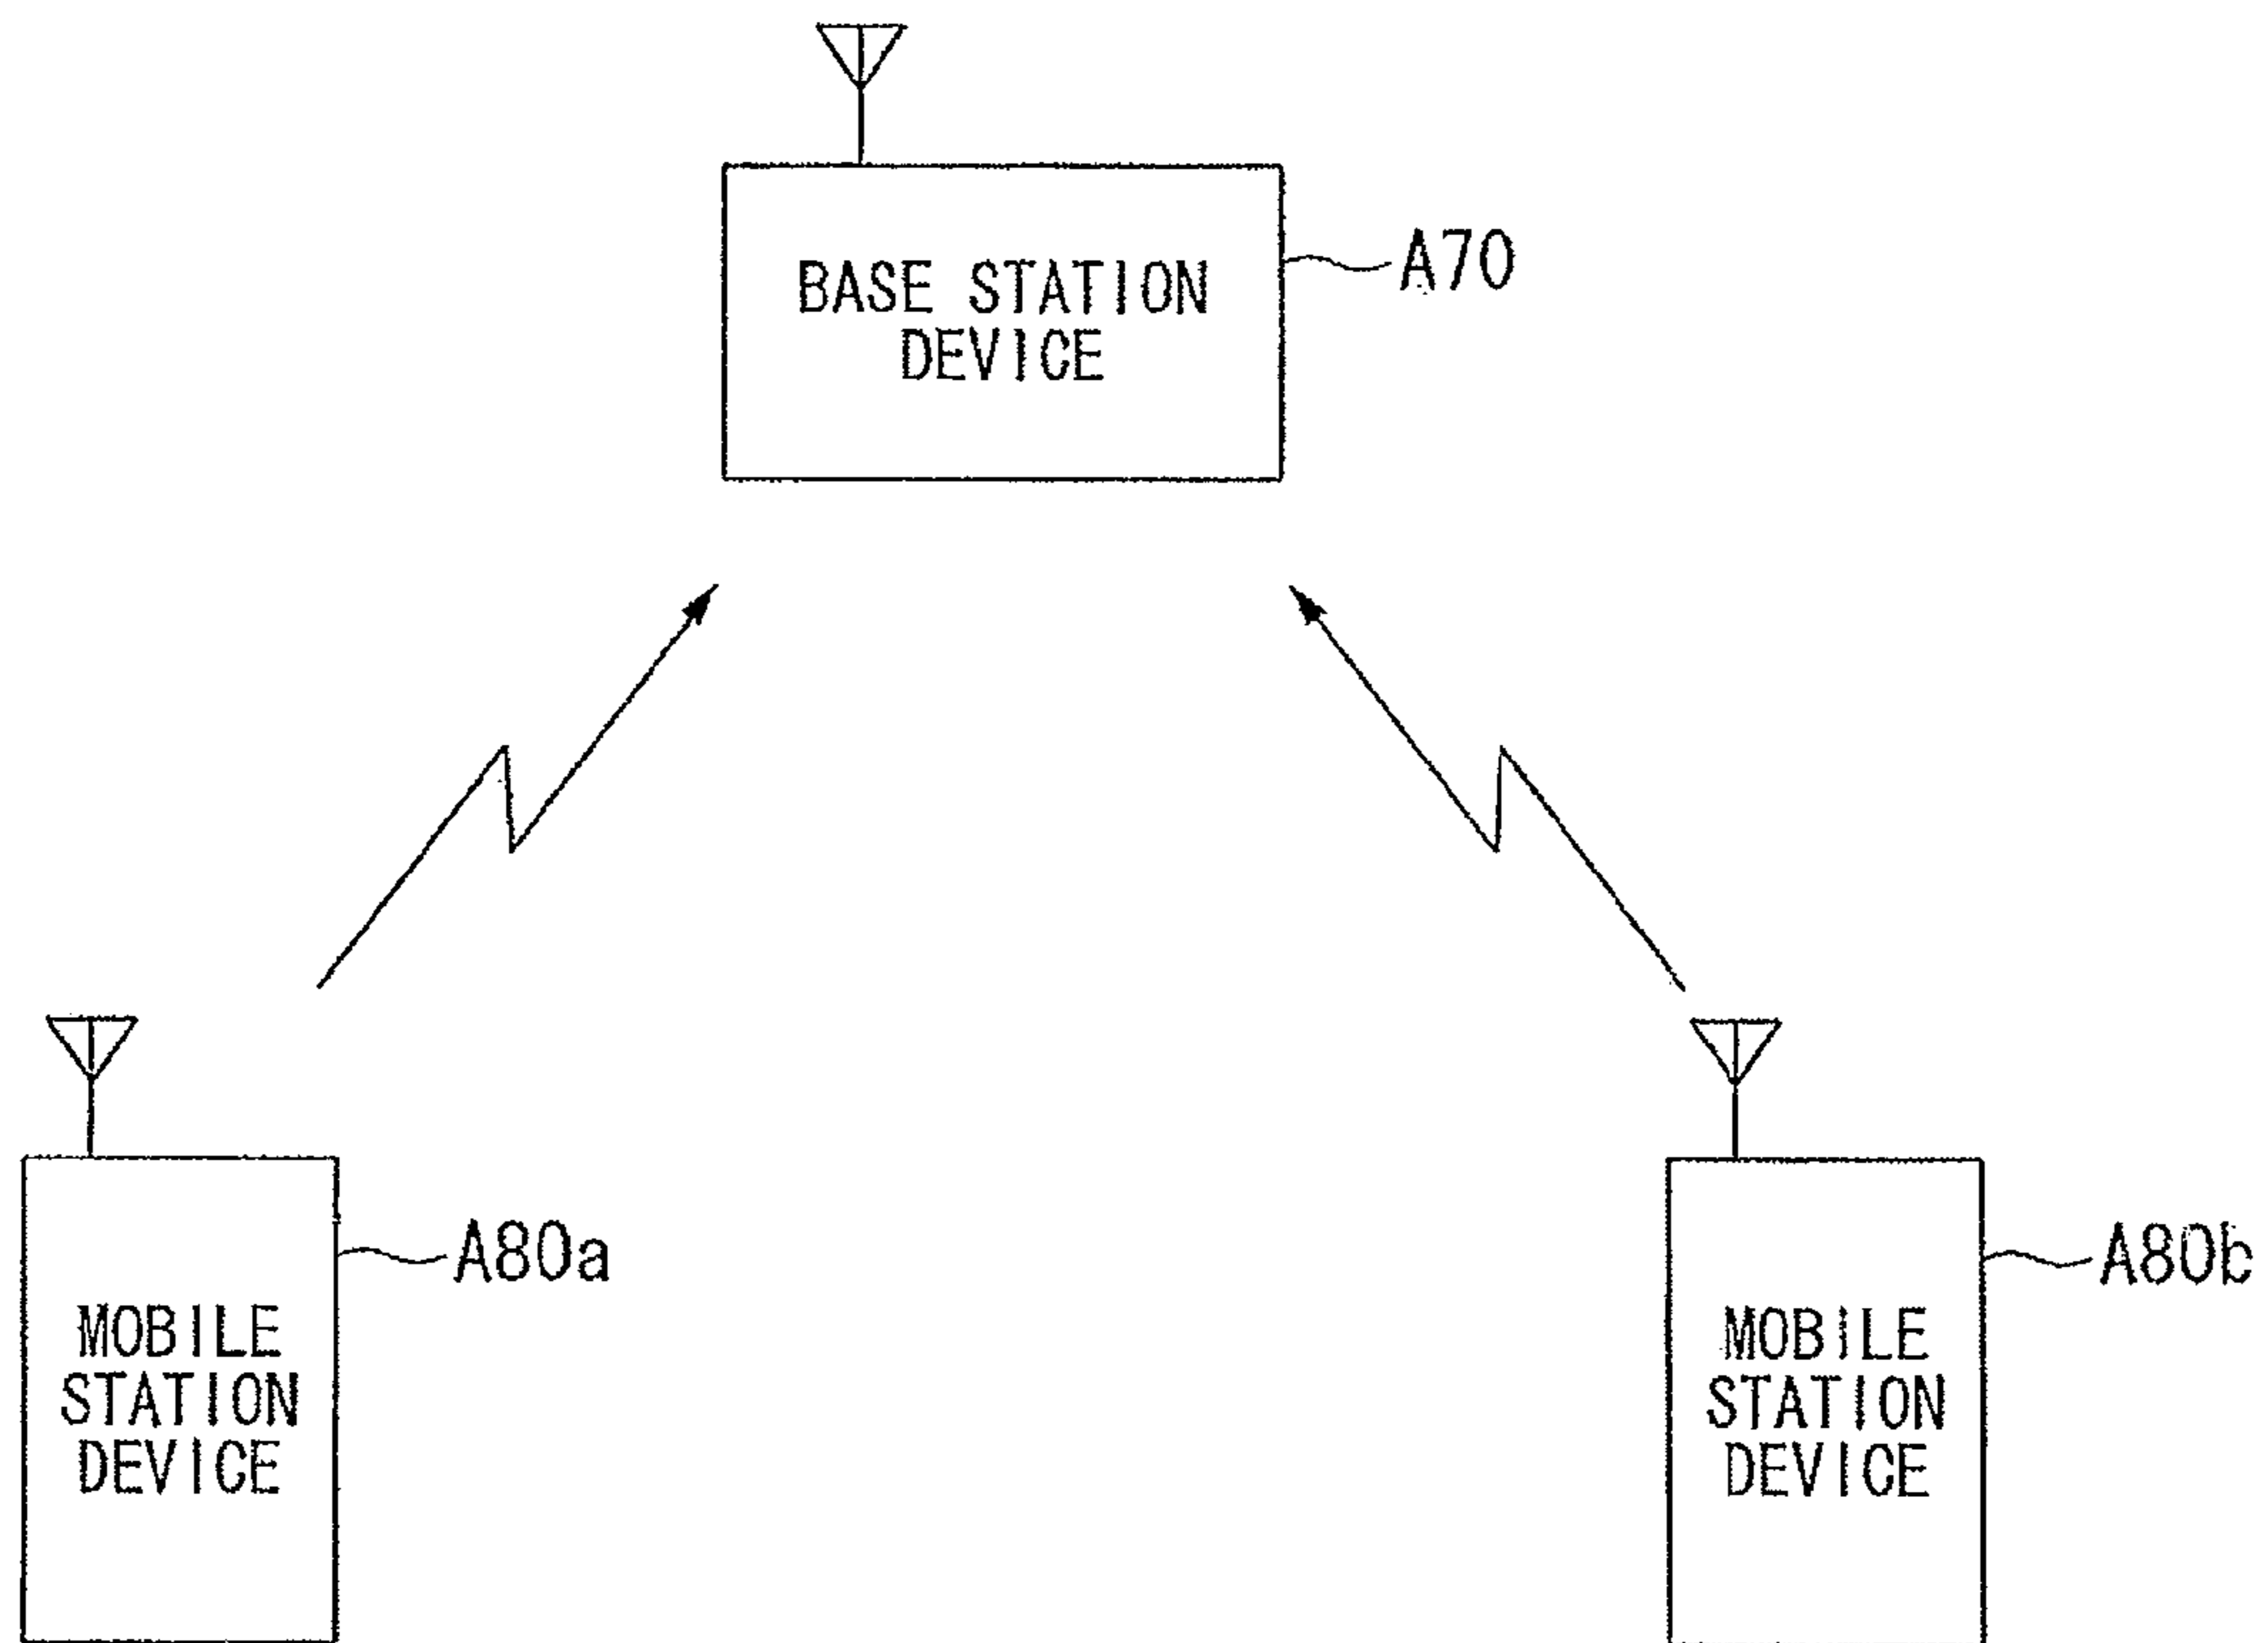 BASE STATION
DEVICE
A70
A80a
MOBILE
STATION
DEVICE
A80b
MOBILE
STATION
DEVICE